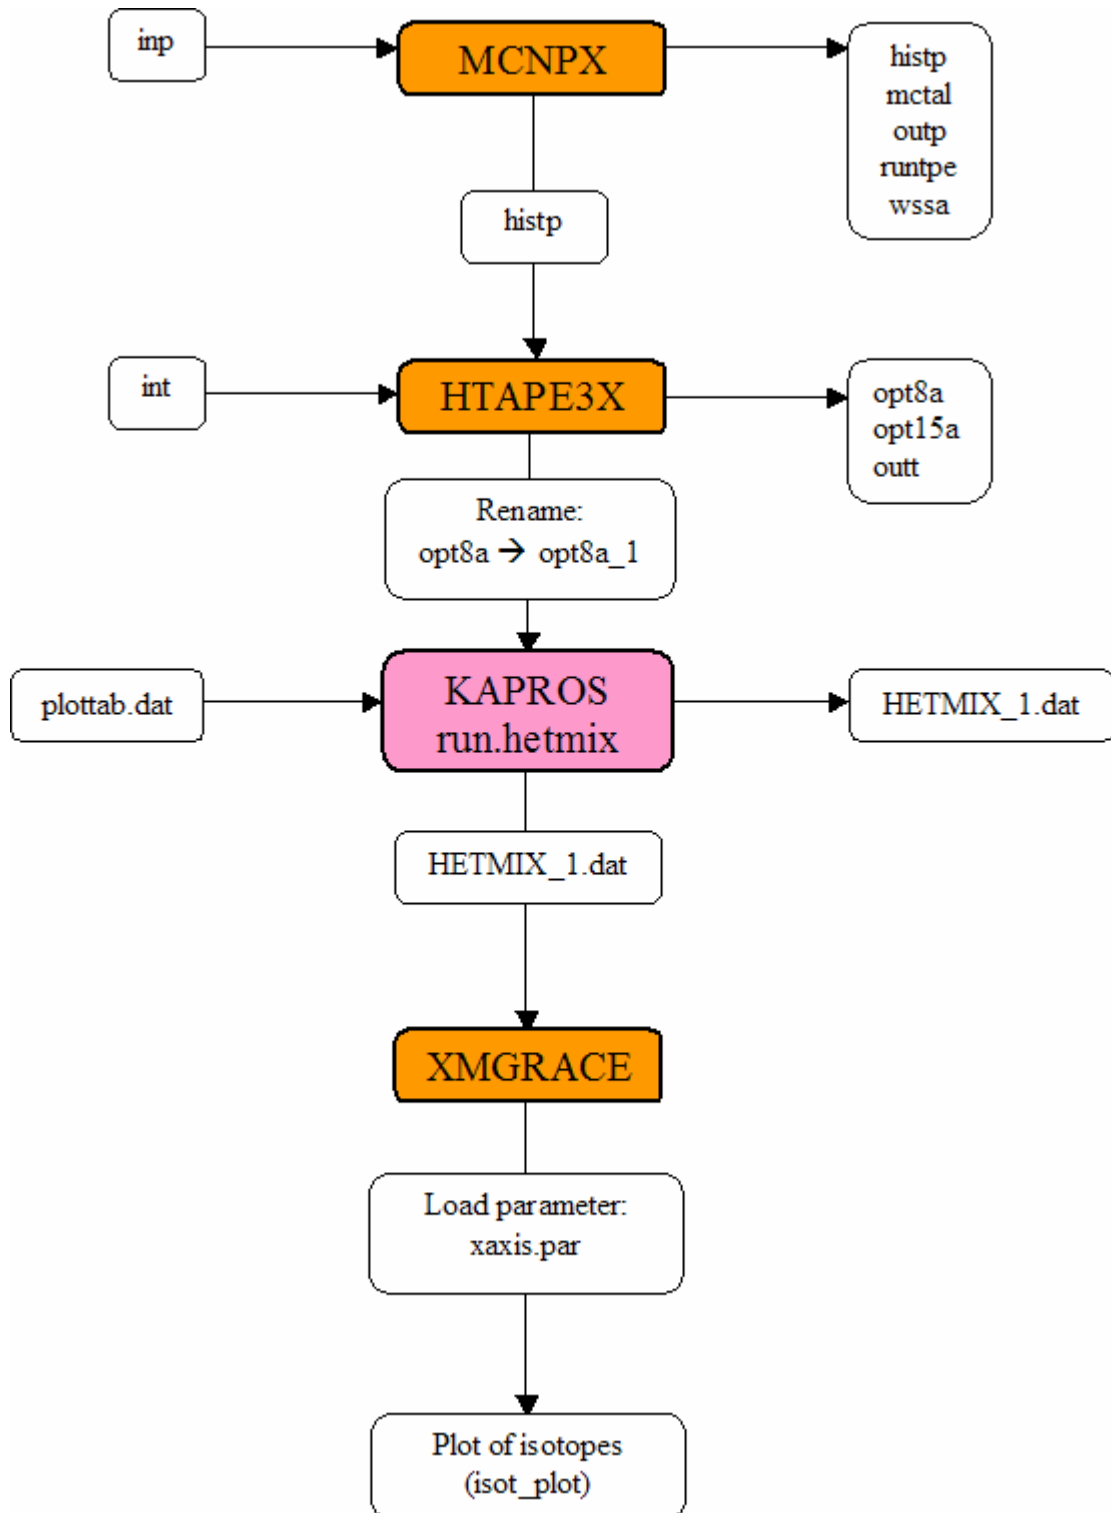 inp
MCNPX
histp
mctal
outp
runtpe
wssa
histp
int
HTAPE3X
opt8a
opt15a
outt
Rename:
opt8a → opt8a_1
plottab.dat
KAPROS
run.hetmix
HETMIX_1.dat
HETMIX_1.dat
XMGRACE
Load parameter:
xaxis.par
Plot of isotopes
(isot_plot)